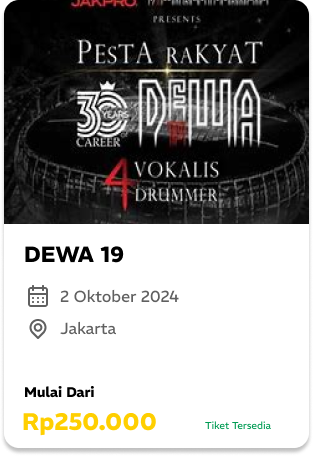 JAKPRO
PRESENTS
PESTA RAKYAT
30 YEARS CAREER
DEWA
19
4 VOKALIS
DRUMMER
DEWA 19
2 Oktober 2024
Jakarta
Mulai Dari
Rp250.000
Tiket Tersedia